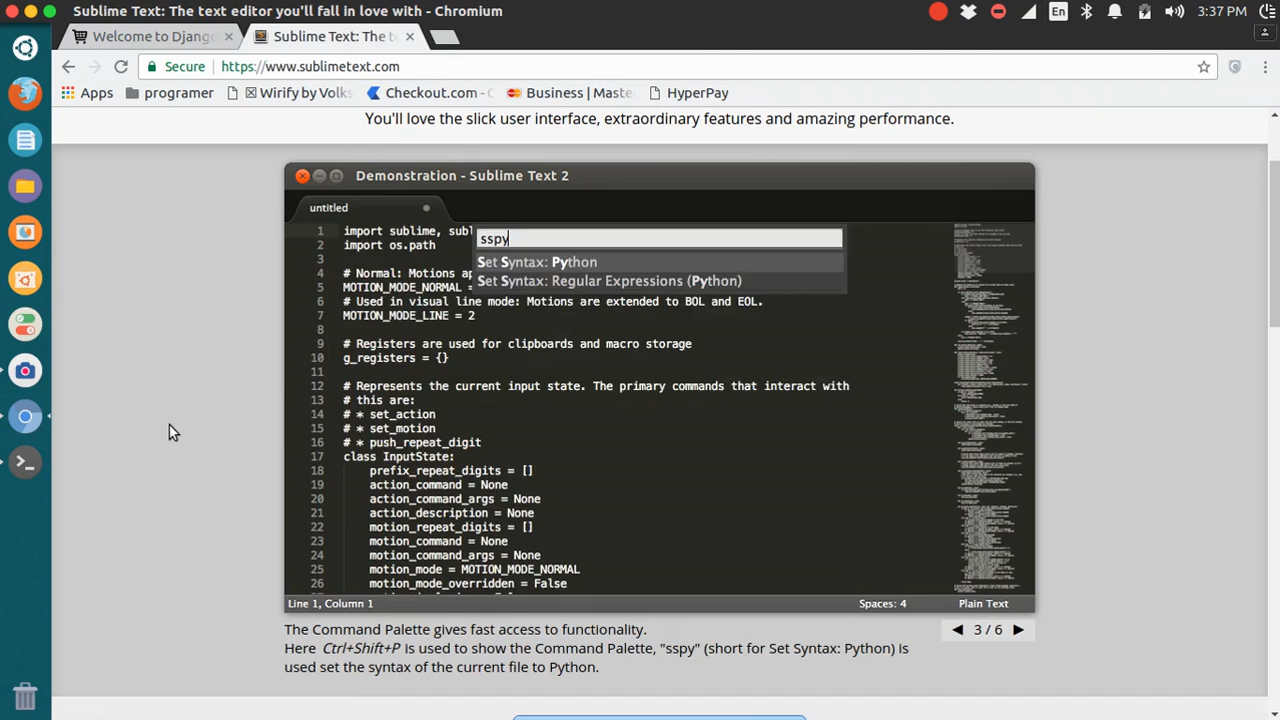 Sublime Text: The text editor you'll fall in love with - Chromium
En
3:37 PM
Welcome to Django
Sublime Text: The t
Secure
https://www.sublimetext.com
Apps
programer
Wirify by Volks
Checkout.com -
Business | Maste
HyperPay
You'll love the slick user interface, extraordinary features and amazing performance.
Demonstration - Sublime Text 2
untitled
sspy
Set Syntax: Python
Set Syntax: Regular Expressions (Python)
1 import sublime, subl
2 import os.path
3
4 # Normal: Motions ap
5 MOTION_MODE_NORMAL =
6 # Used in visual line mode: Motions are extended to BOL and EOL.
7 MOTION_MODE_LINE = 2
8
9 # Registers are used for clipboards and macro storage
10 g_registers = {}
11
12 # Represents the current input state. The primary commands that interact with
13 # this are:
14 # * set_action
15 # * set_motion
16 # * push_repeat_digit
17 class InputState:
18 prefix_repeat_digits = []
19 action_command = None
20 action_command_args = None
21 action_description = None
22 motion_repeat_digits = []
23 motion_command = None
24 motion_command_args = None
25 motion_mode = MOTION_MODE_NORMAL
26 motion_mode_overridden = False
Line 1, Column 1
Spaces: 4
Plain Text
The Command Palette gives fast access to functionality.
◀ 3 / 6 ▶
Here Ctrl+Shift+P is used to show the Command Palette, "sspy" (short for Set Syntax: Python) is
used set the syntax of the current file to Python.